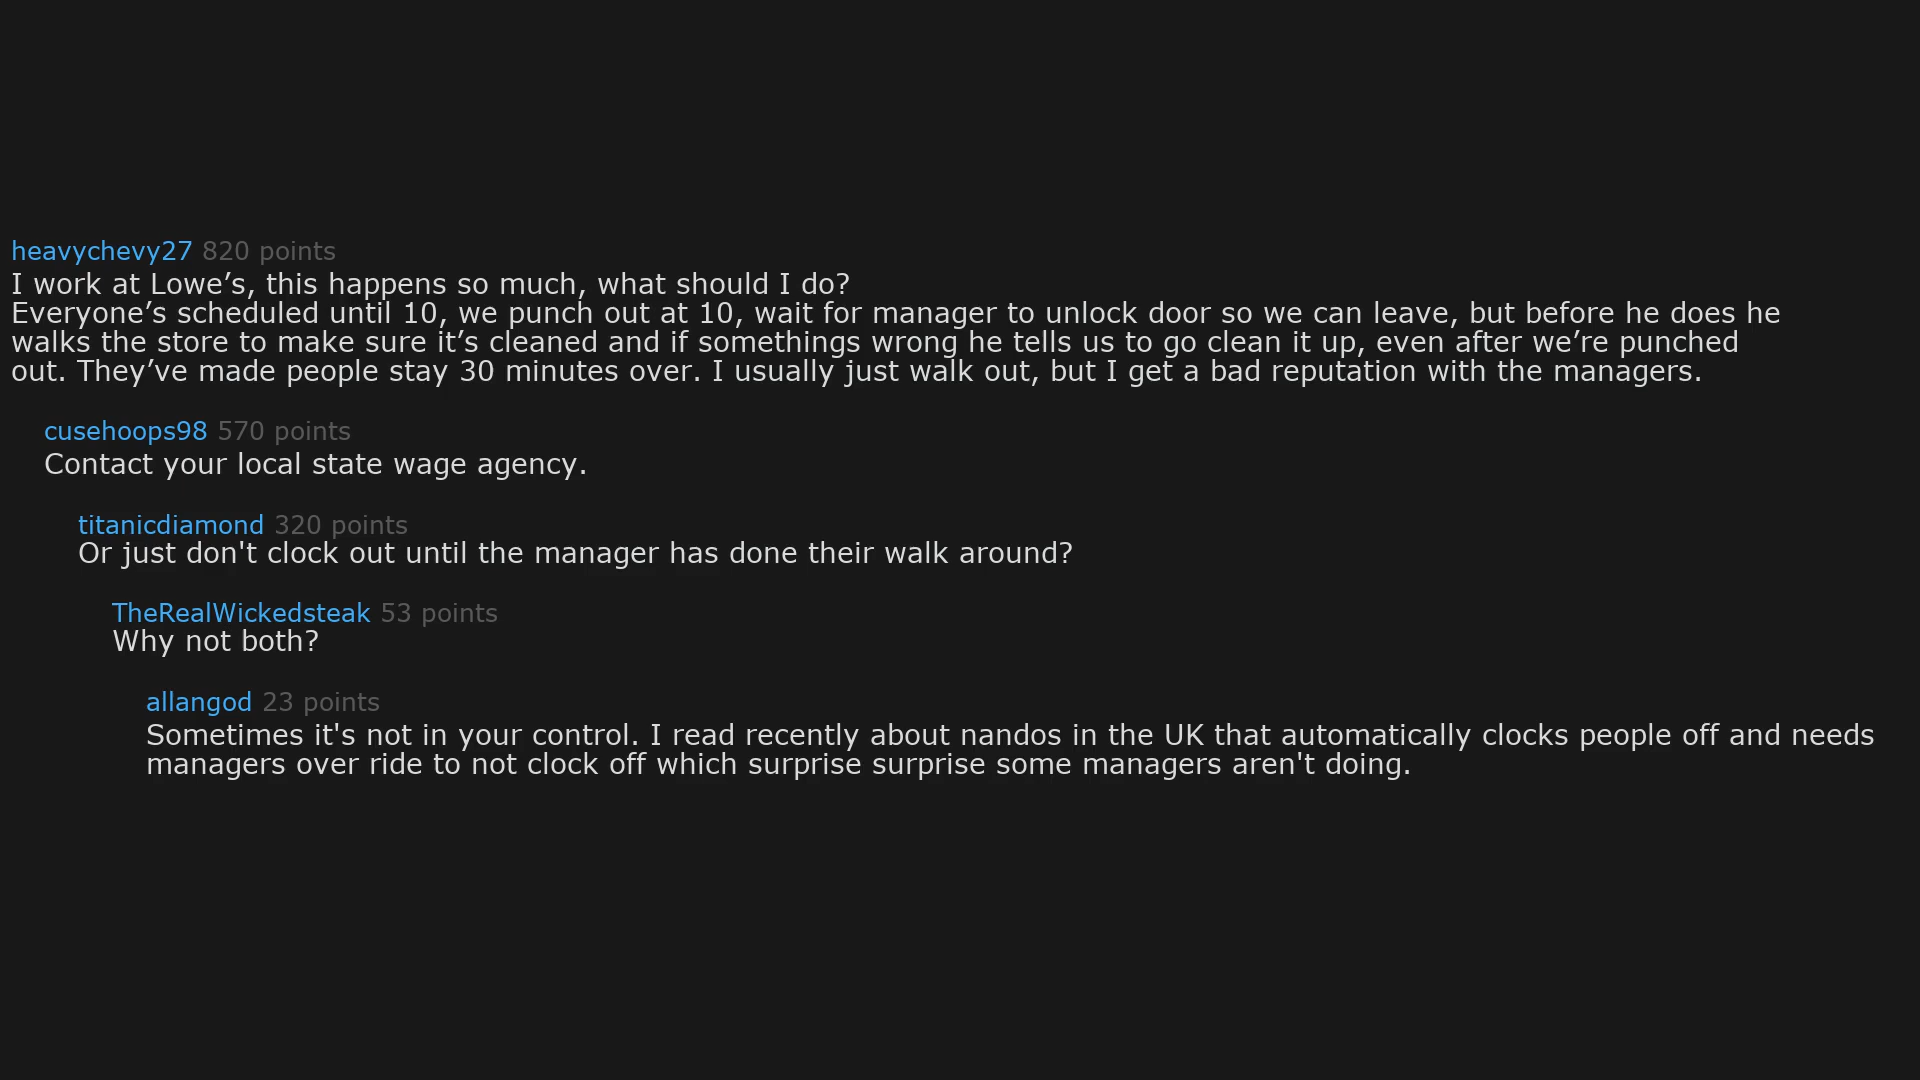 heavychevy27 820 points
I work at Lowe’s, this happens so much, what should I do?
Everyone’s scheduled until 10, we punch out at 10, wait for manager to unlock door so we can leave, but before he does he
walks the store to make sure it’s cleaned and if somethings wrong he tells us to go clean it up, even after we’re punched
out. They’ve made people stay 30 minutes over. I usually just walk out, but I get a bad reputation with the managers.
cusehoops98 570 points
Contact your local state wage agency.
titanicdiamond 320 points
Or just don't clock out until the manager has done their walk around?
TheRealWickedsteak 53 points
Why not both?
allangod 23 points
Sometimes it's not in your control. I read recently about nandos in the UK that automatically clocks people off and needs
managers over ride to not clock off which surprise surprise some managers aren't doing.